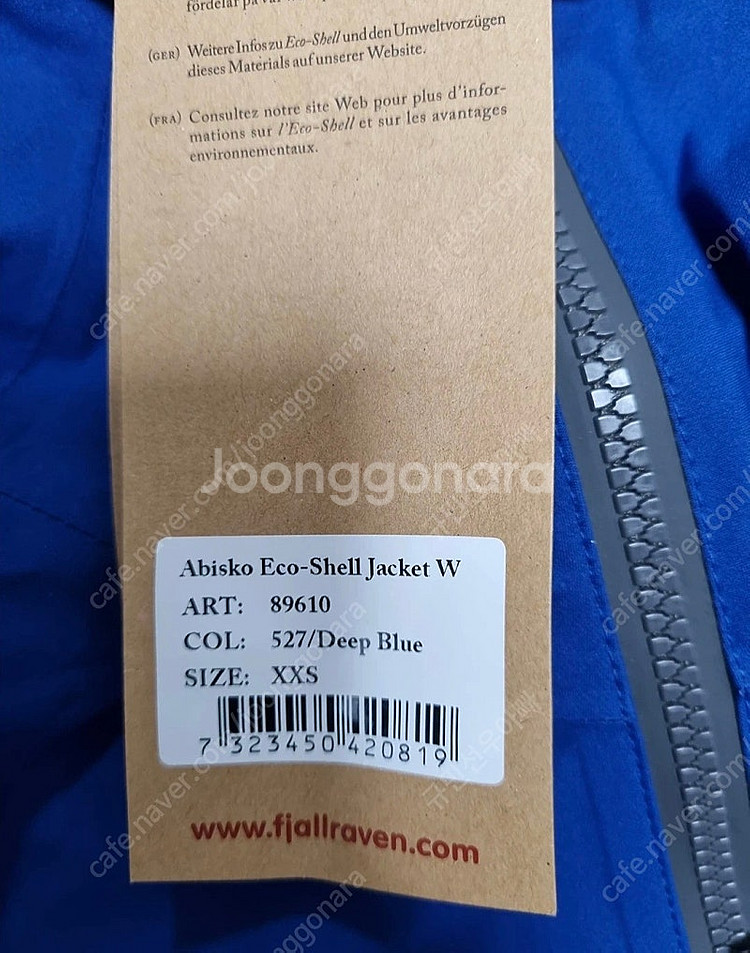 (GER) Weitere Infos zu Eco-Shell und den Umweltvorzügen
dieses Materials auf unserer Website.
(FRA) Consultez notre site Web pour plus d'infor-
mations sur l'Eco-Shell et sur les avantages
environnementaux.
Joonggonara
Abisko Eco-Shell Jacket W
ART: 89610
COL: 527/Deep Blue
SIZE: XXS
7 323450 420819
www.fjallraven.com